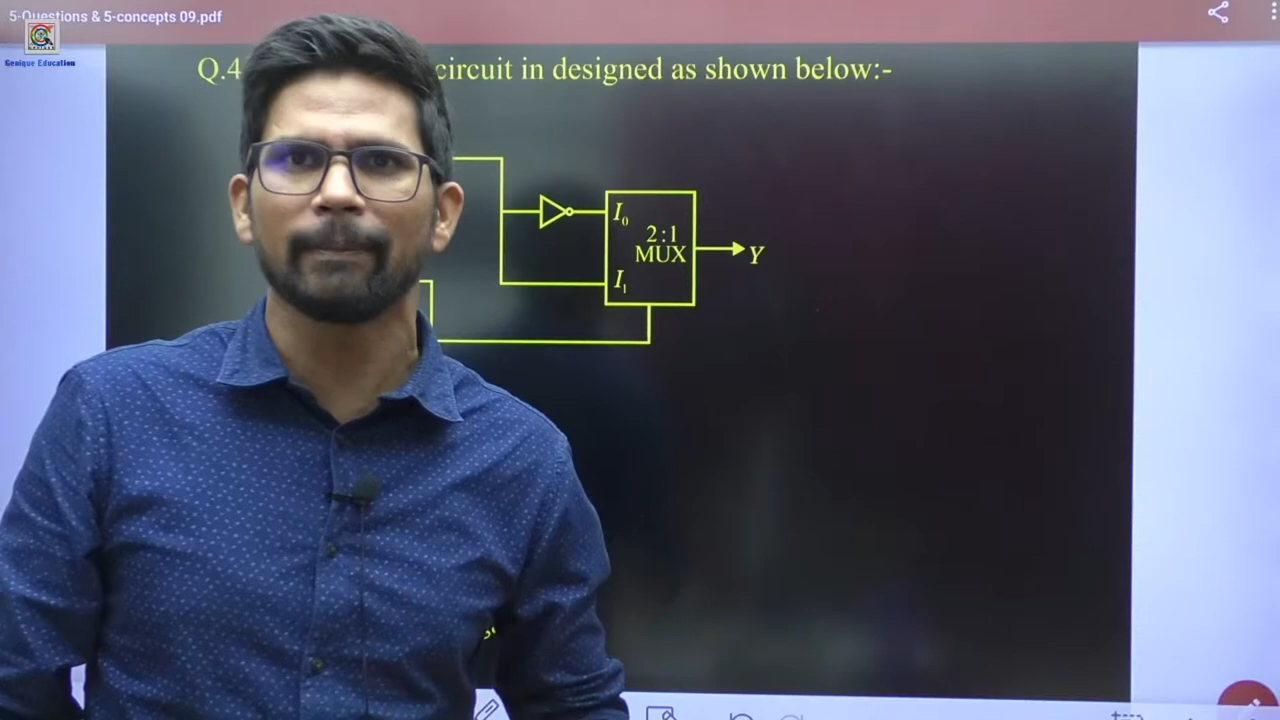 5-Questions & 5-concepts 09.pdf
Genique Education
Q.4 circuit in designed as shown below:-
I₀
2:1
MUX
Y
I₁